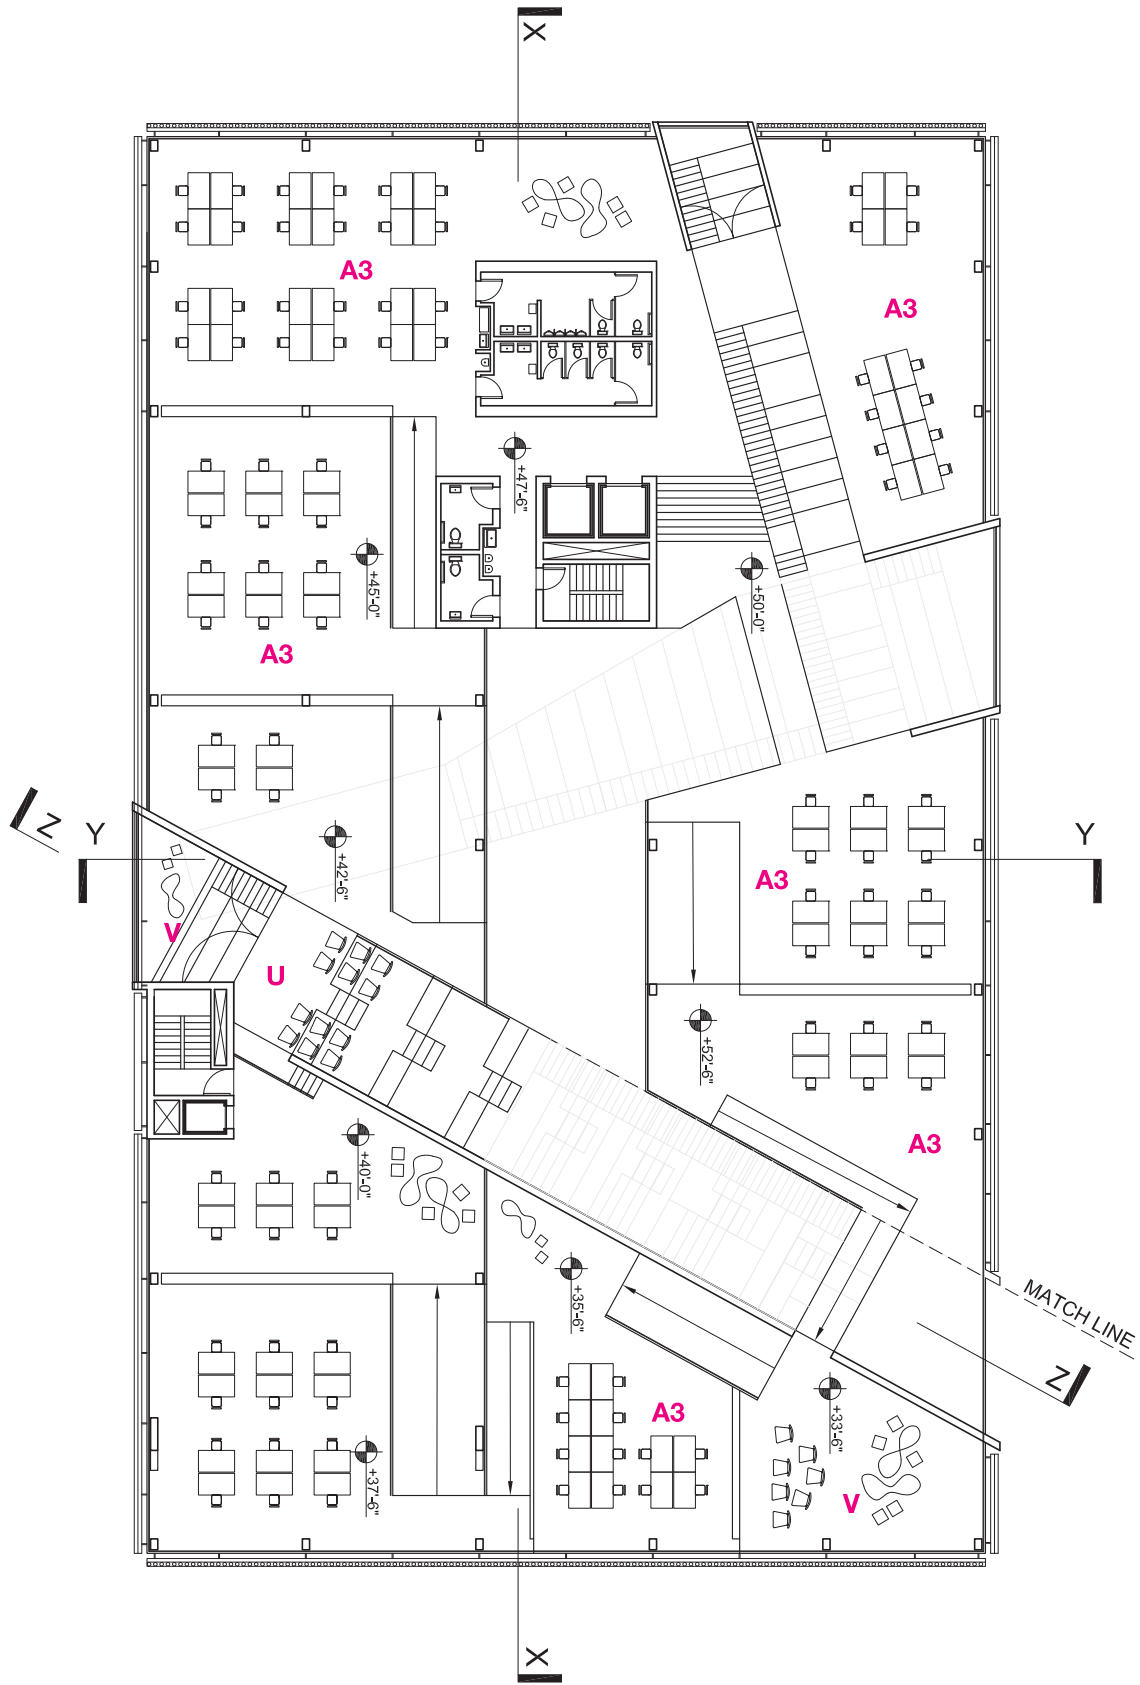 X
A3
A3
+47'-6"
+45'-0"
+50'-0"
A3
Z
Y
Y
+42'-6"
A3
V
U
+52'-6"
A3
+40'-0"
+35'-6"
MATCH LINE
Z
+33'-6"
A3
+37'-6"
V
X